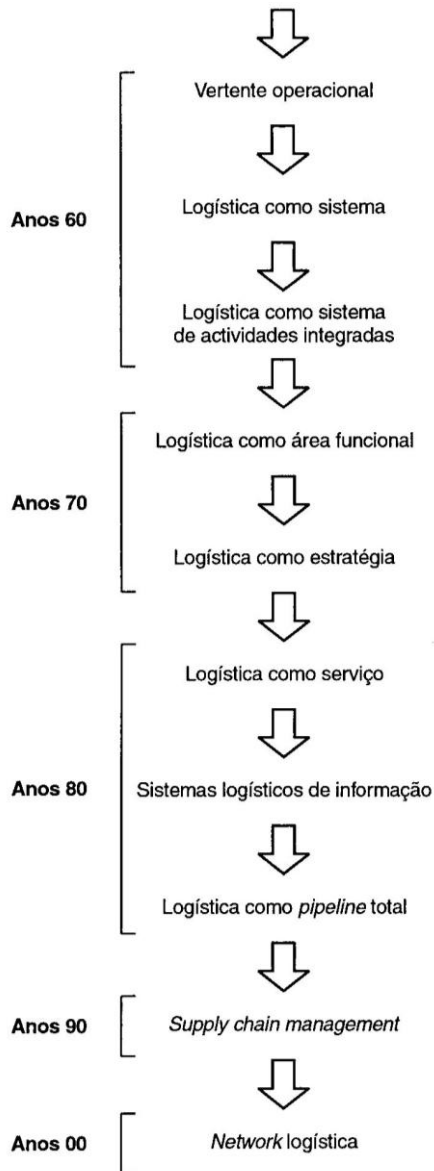 Vertente operacional
Anos 60
Logística como sistema
Logística como sistema
de actividades integradas
Logística como área funcional
Anos 70
Logística como estratégia
Logística como serviço
Anos 80
Sistemas logísticos de informação
Logística como pipeline total
Anos 90
Supply chain management
Anos 00
Network logística